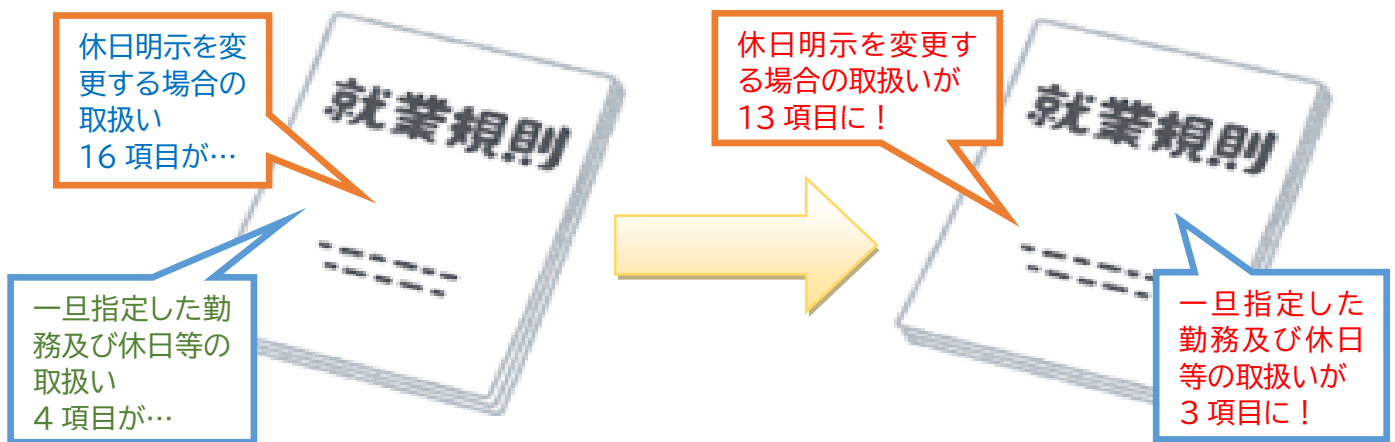 休日明示を変
更する場合の
取扱い
16 項目が…
就業規則
一旦指定した勤
務及び休日等の
取扱い
4 項目が…
休日明示を変更す
る場合の取扱いが
13 項目に！
就業規則
一旦指定した
勤務及び休日
等の取扱いが
3 項目に！